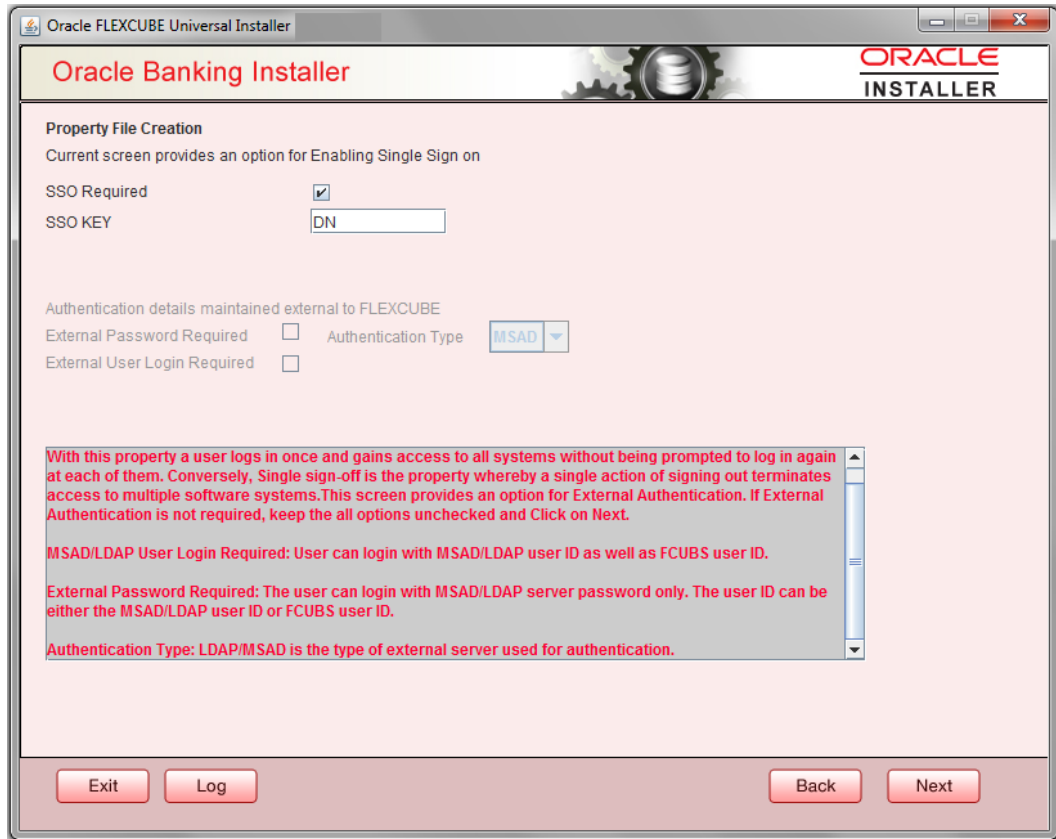 Oracle FLEXCUBE Universal Installer
Oracle Banking Installer
ORACLE
INSTALLER
Property File Creation
Current screen provides an option for Enabling Single Sign on
SSO Required
SSO KEY
DN
Authentication details maintained external to FLEXCUBE
External Password Required
Authentication Type
MSAD
External User Login Required
With this property a user logs in once and gains access to all systems without being prompted to log in again
at each of them. Conversely, Single sign-off is the property whereby a single action of signing out terminates
access to multiple software systems.This screen provides an option for External Authentication. If External
Authentication is not required, keep the all options unchecked and Click on Next.
MSAD/LDAP User Login Required: User can login with MSAD/LDAP user ID as well as FCUBS user ID.
External Password Required: The user can login with MSAD/LDAP server password only. The user ID can be
either the MSAD/LDAP user ID or FCUBS user ID.
Authentication Type: LDAP/MSAD is the type of external server used for authentication.
Exit
Log
Back
Next